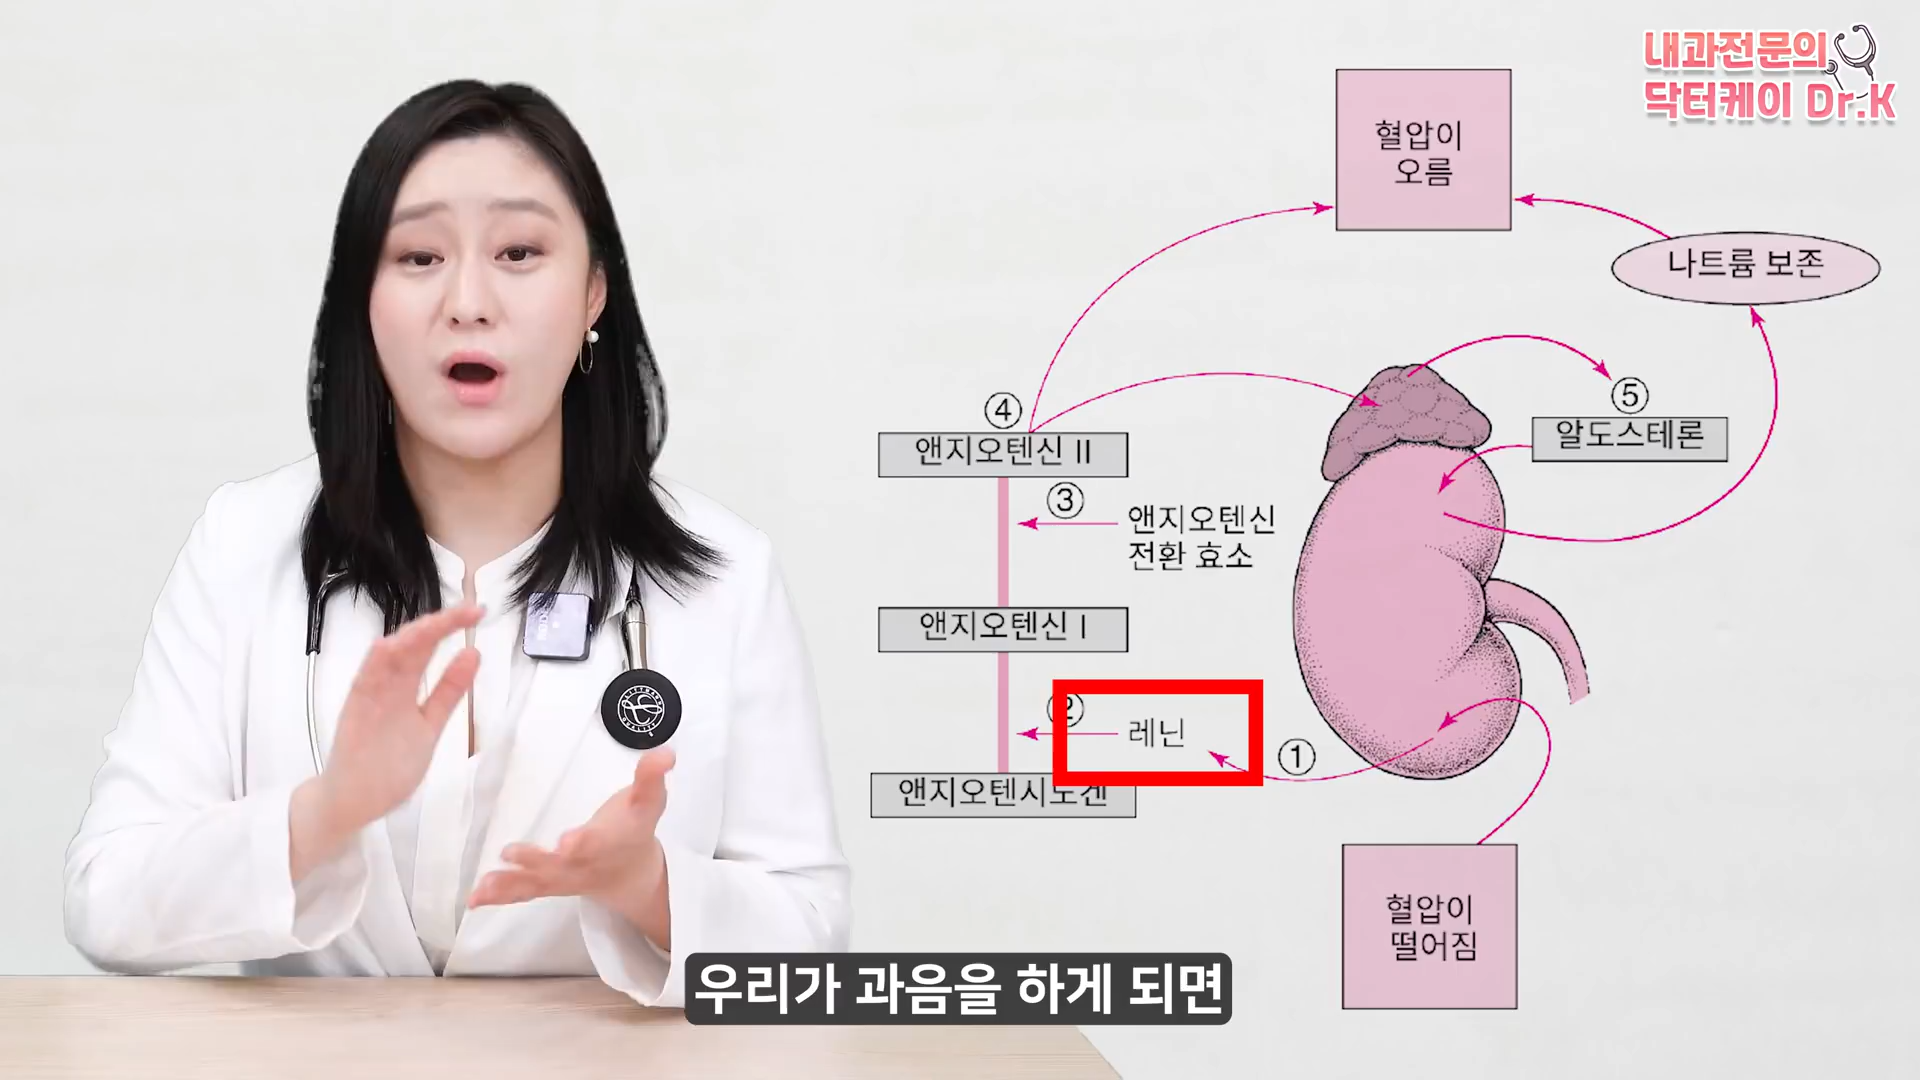 내과전문의
닥터케이 Dr.K
혈압이
오름
나트륨 보존
④
⑤
앤지오텐신 II
알도스테론
③
앤지오텐신
전환 효소
앤지오텐신 I
②
레닌
①
앤지오텐시노겐
혈압이
떨어짐
우리가 과음을 하게 되면